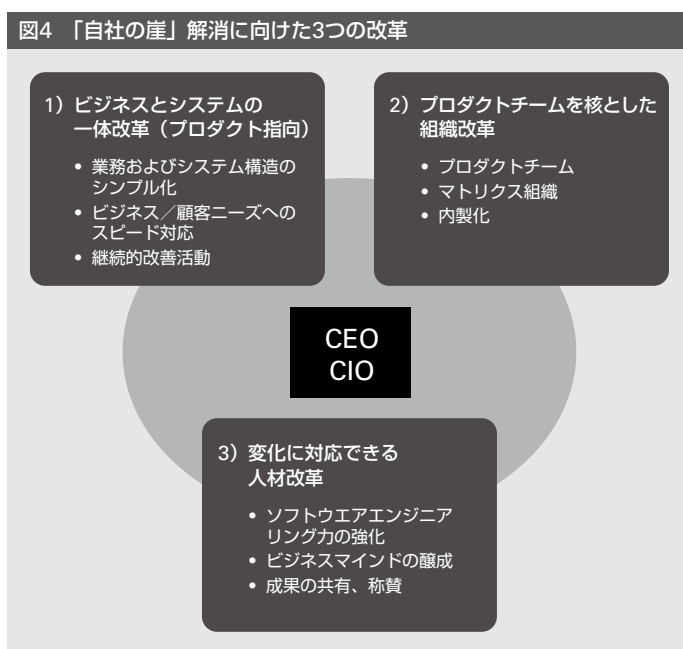 図4 「自社の崖」解消に向けた3つの改革
1）ビジネスとシステムの
一体改革（プロダクト指向）
• 業務およびシステム構造の
シンプル化
• ビジネス／顧客ニーズへの
スピード対応
• 継続的改善活動
2）プロダクトチームを核とした
組織改革
• プロダクトチーム
• マトリクス組織
• 内製化
CEO
CIO
3）変化に対応できる
人材改革
• ソフトウエアエンジニア
リング力の強化
• ビジネスマインドの醸成
• 成果の共有、称賛